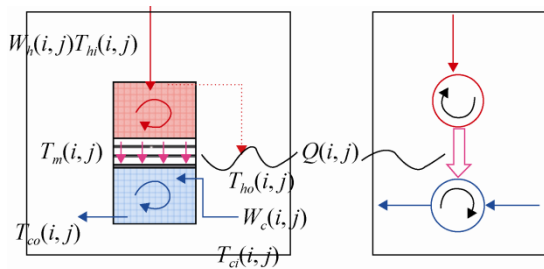 W_h(i, j)T_hi(i, j)
T_m(i, j)
Q(i, j)
T_ho(i, j)
W_c(i, j)
T_co(i, j)
T_ci(i, j)